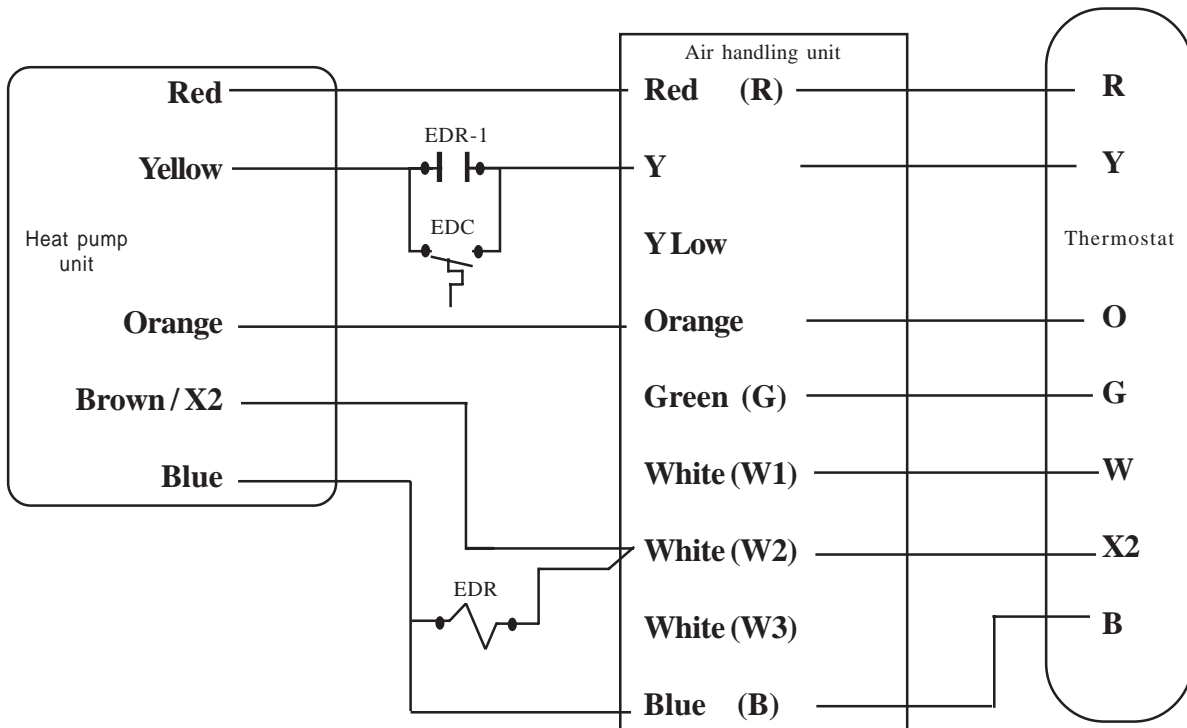 Air handling unit
Red
Red (R)
R
EDR-1
Yellow
Y
Y
EDC
Heat pump
unit
Y Low
Thermostat
Orange
Orange
O
Brown / X2
Green (G)
G
Blue
White (W1)
W
White (W2)
X2
EDR
White (W3)
B
Blue (B)